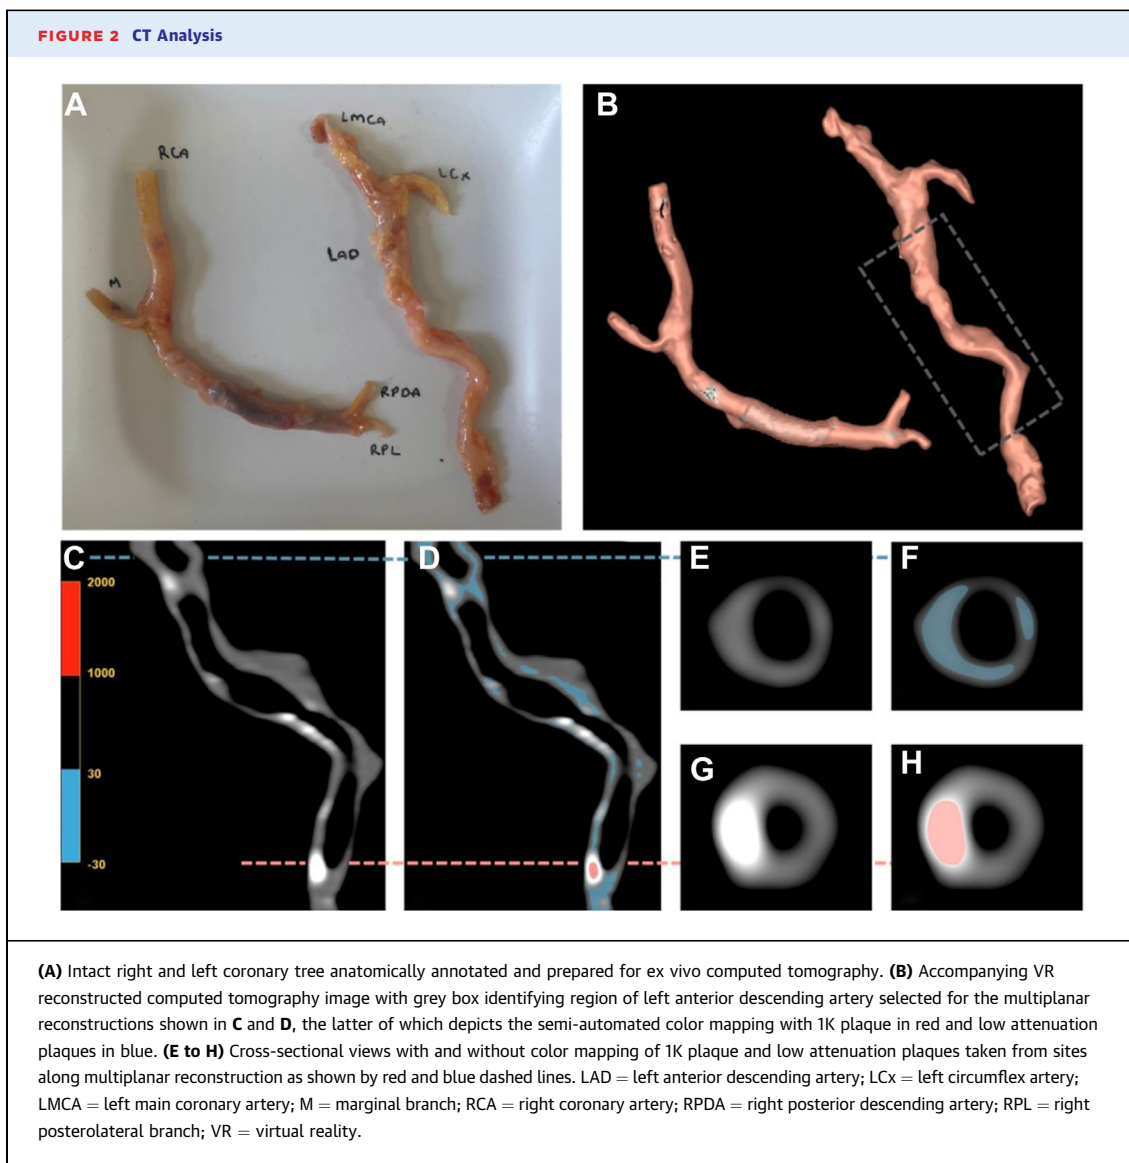 FIGURE 2 CT Analysis
A
B
LMCA
RCA
LCx
LAD
M
RPDA
RPL
C
D
E
F
2000
1000
30
-30
G
H
(A) Intact right and left coronary tree anatomically annotated and prepared for ex vivo computed tomography. (B) Accompanying VR
reconstructed computed tomography image with grey box identifying region of left anterior descending artery selected for the multiplanar
reconstructions shown in C and D, the latter of which depicts the semi-automated color mapping with 1K plaque in red and low attenuation
plaques in blue. (E to H) Cross-sectional views with and without color mapping of 1K plaque and low attenuation plaques taken from sites
along multiplanar reconstruction as shown by red and blue dashed lines. LAD = left anterior descending artery; LCx = left circumflex artery;
LMCA = left main coronary artery; M = marginal branch; RCA = right coronary artery; RPDA = right posterior descending artery; RPL = right
posterolateral branch; VR = virtual reality.